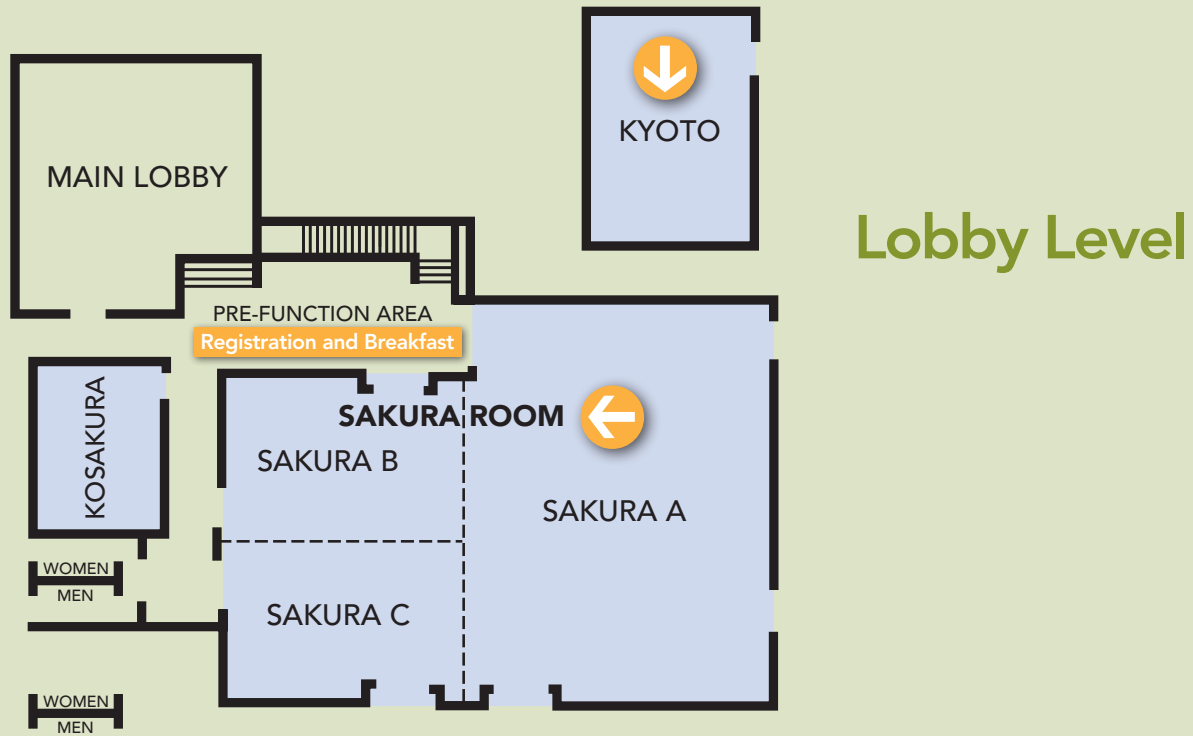 KYOTO
MAIN LOBBY
Lobby Level
PRE-FUNCTION AREA
Registration and Breakfast
KOSAKURA
SAKURA ROOM
SAKURA B
SAKURA A
WOMEN
MEN
SAKURA C
WOMEN
MEN